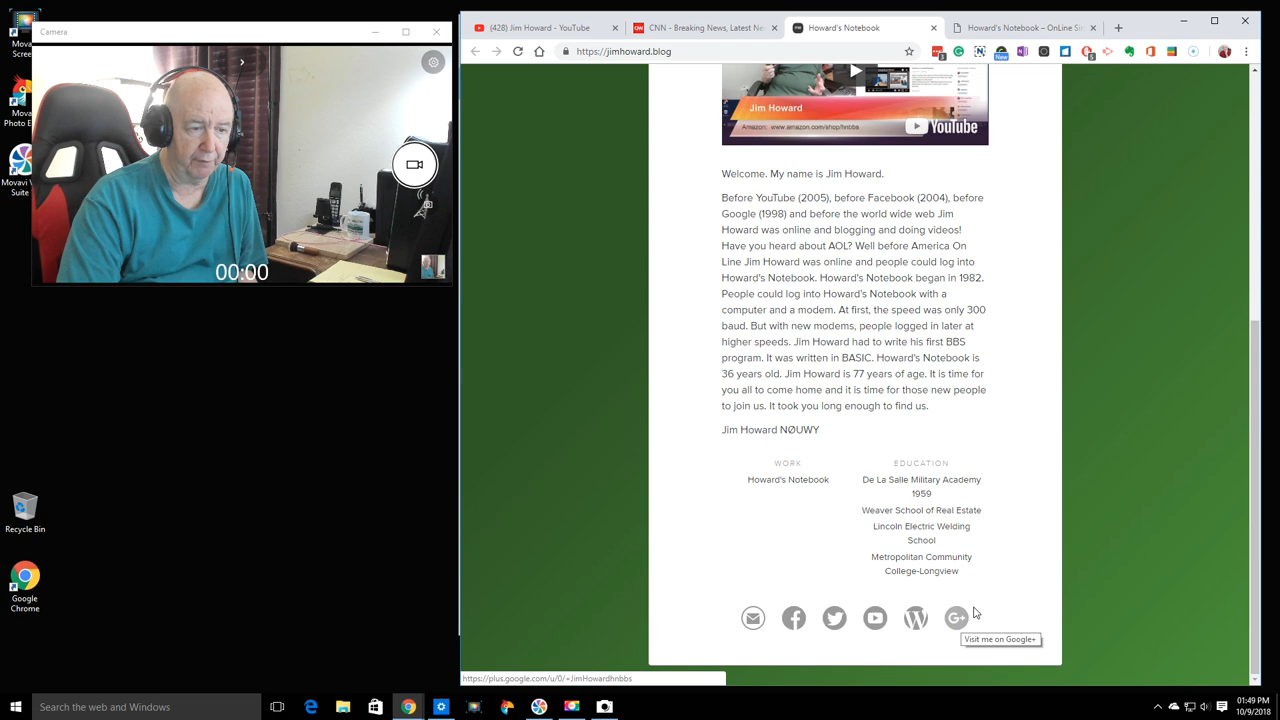 Mova
Screen
Mova
Photo E
Movavi V
Suite
Recycle Bin
Google
Chrome
Camera
00:00
(428) Jim Howard - YouTube
CNN - Breaking News, Latest Ne
Howard's Notebook
Howard's Notebook – OnLine Sin
https://jimhoward.blog
3
New
5
Jim Howard
Amazon: www.amazon.com/shop/hnbbs
YouTube
Welcome. My name is Jim Howard.
Before YouTube (2005), before Facebook (2004), before
Google (1998) and before the world wide web Jim
Howard was online and blogging and doing videos!
Have you heard about AOL? Well before America On
Line Jim Howard was online and people could log into
Howard's Notebook. Howard's Notebook began in 1982.
People could log into Howard's Notebook with a
computer and a modem. At first, the speed was only 300
baud. But with new modems, people logged in later at
higher speeds. Jim Howard had to write his first BBS
program. It was written in BASIC. Howard's Notebook is
36 years old. Jim Howard is 77 years of age. It is time for
you all to come home and it is time for those new people
to join us. It took you long enough to find us.
Jim Howard NØUWY
WORK
Howard's Notebook
EDUCATION
De La Salle Military Academy
1959
Weaver School of Real Estate
Lincoln Electric Welding
School
Metropolitan Community
College-Longview
G+
Visit me on Google+
https://plus.google.com/u/0/+JimHowardhnbbs
Search the web and Windows
01:49 PM
10/9/2018